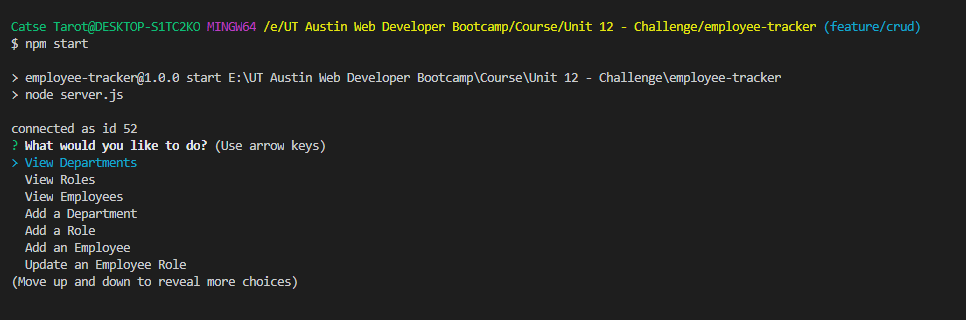 Catse Tarot@DESKTOP-S1TC2KO MINGW64 /e/UT Austin Web Developer Bootcamp/Course/Unit 12 - Challenge/employee-tracker (feature/crud)
$ npm start
> employee-tracker@1.0.0 start E:\UT Austin Web Developer Bootcamp\Course\Unit 12 - Challenge\employee-tracker
> node server.js
connected as id 52
? What would you like to do? (Use arrow keys)
> View Departments
View Roles
View Employees
Add a Department
Add a Role
Add an Employee
Update an Employee Role
(Move up and down to reveal more choices)